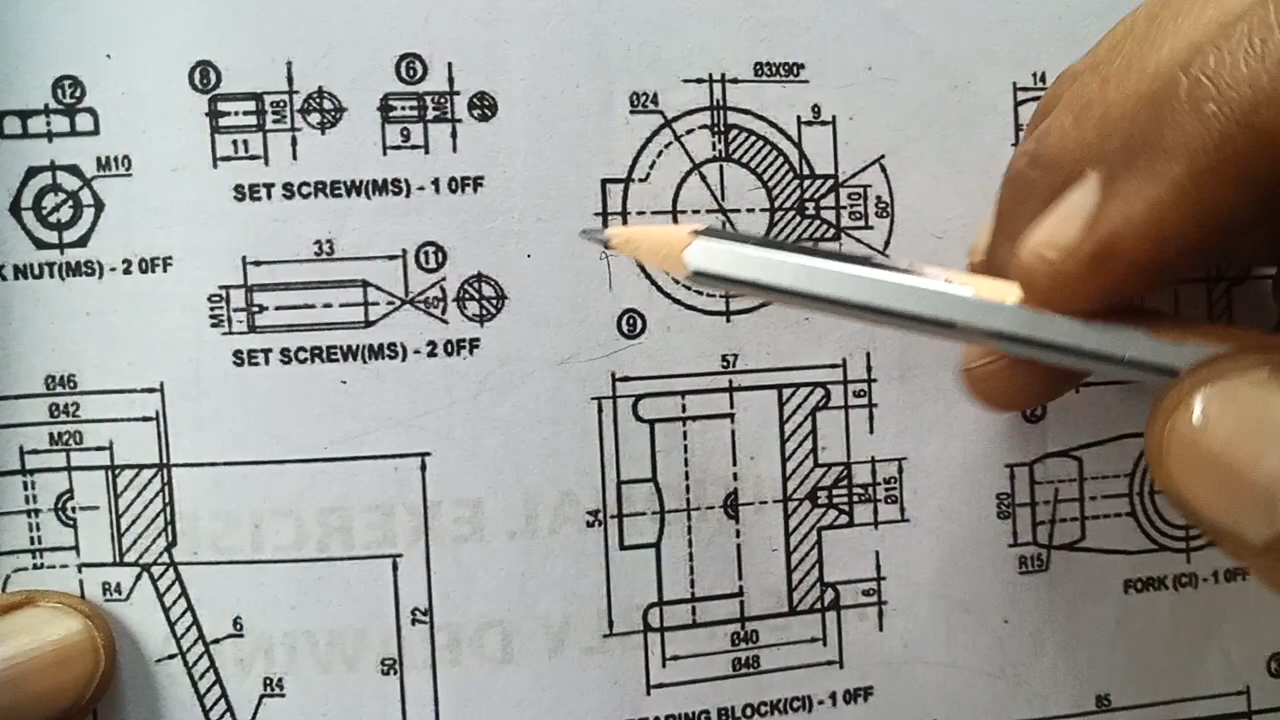 12
M10
K NUT(MS) - 2 OFF
8
M8
11
6
M6
9
SET SCREW(MS) - 1 OFF
33
11
M10
60°
SET SCREW(MS) - 2 OFF
Ø3X90°
Ø24
9
Ø10
60°
9
14
57
6
54
Ø15
6
Ø40
Ø48
BLOCK(CI) - 1 OFF
Ø46
Ø42
M20
R4
6
R4
72
50
Ø20
R15
FORK (CI) - 1 OFF
85